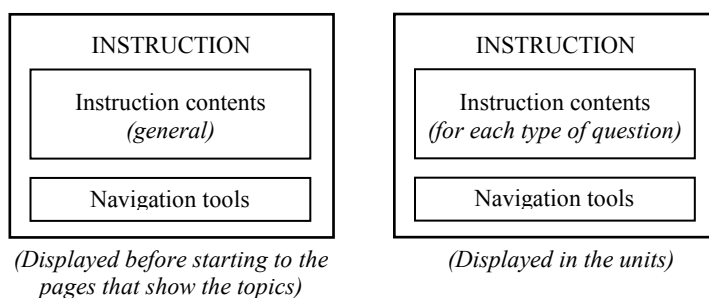 INSTRUCTION
Instruction contents
(general)
Navigation tools
(Displayed before starting to the
pages that show the topics)
INSTRUCTION
Instruction contents
(for each type of question)
Navigation tools
(Displayed in the units)